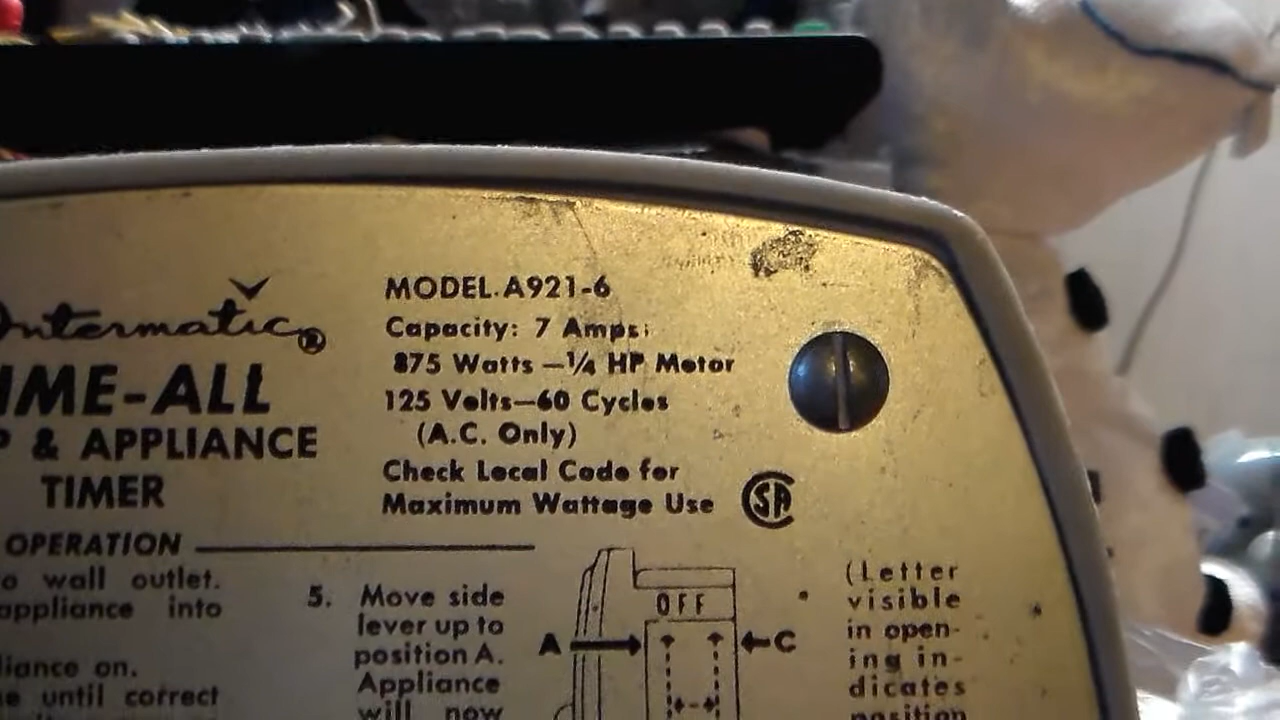 Intermatic®
IME-ALL
P & APPLIANCE
TIMER
MODEL A921-6
Capacity: 7 Amps;
875 Watts—1/4 HP Motor
125 Volts—60 Cycles
(A.C. Only)
Check Local Code for
Maximum Wattage Use
SA
OPERATION
o wall outlet.
appliance into
liance on.
e until correct
5. Move side
lever up to
position A.
Appliance
will now
OFF
A
C
(Letter
visible
in open-
ing in-
dicates
position